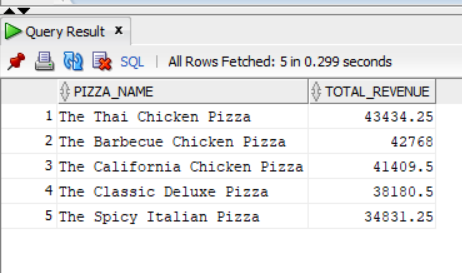 Query Result x
SQL | All Rows Fetched: 5 in 0.299 seconds
PIZZA_NAME TOTAL_REVENUE
1 The Thai Chicken Pizza 43434.25
2 The Barbecue Chicken Pizza 42768
3 The California Chicken Pizza 41409.5
4 The Classic Deluxe Pizza 38180.5
5 The Spicy Italian Pizza 34831.25